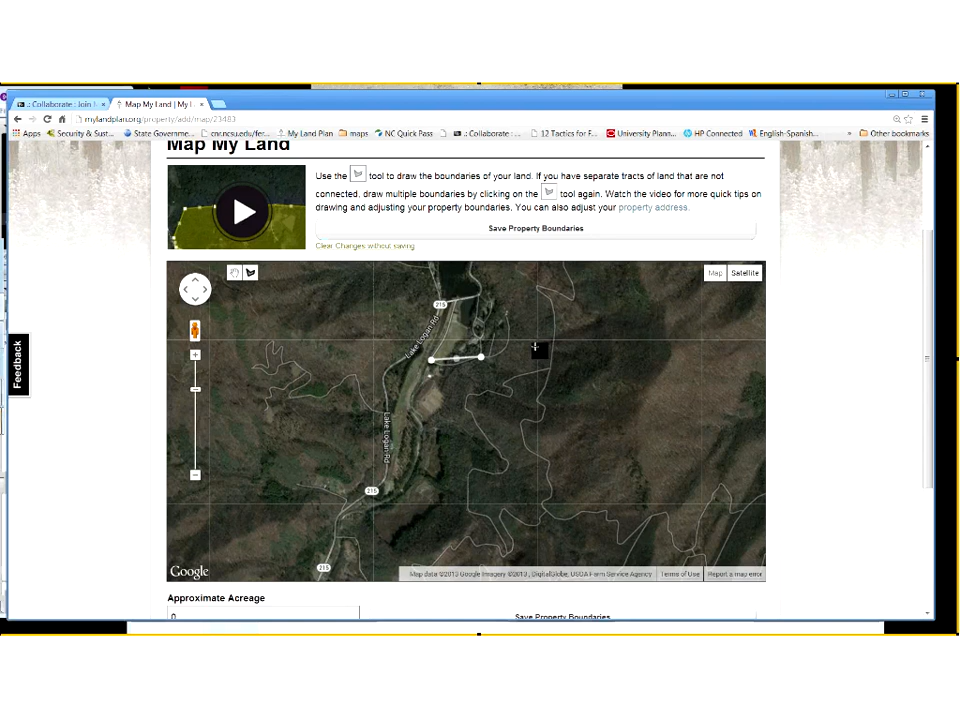 .: Collaborate : Join M
Map My Land | My L
mylandplan.org/property/add/map/23483
Apps
Security & Sust...
State Governme...
cnr.ncsu.edu/fer...
My Land Plan
maps
NC Quick Pass
.: Collaborate : ...
12 Tactics for F...
University Plann...
HP Connected
English-Spanish...
»
Other bookmarks
Map My Land
Use the tool to draw the boundaries of your land. If you have separate tracts of land that are not
connected, draw multiple boundaries by clicking on the tool again. Watch the video for more quick tips on
drawing and adjusting your property boundaries. You can also adjust your property address.
Save Property Boundaries
Clear Changes without saving
Map
Satellite
215
Lake Logan Rd
Lake Logan Rd
215
215
Feedback
Google
Map data ©2013 Google Imagery ©2013 , DigitalGlobe, USDA Farm Service Agency
Terms of Use
Report a map error
Approximate Acreage
0
Save Property Boundaries